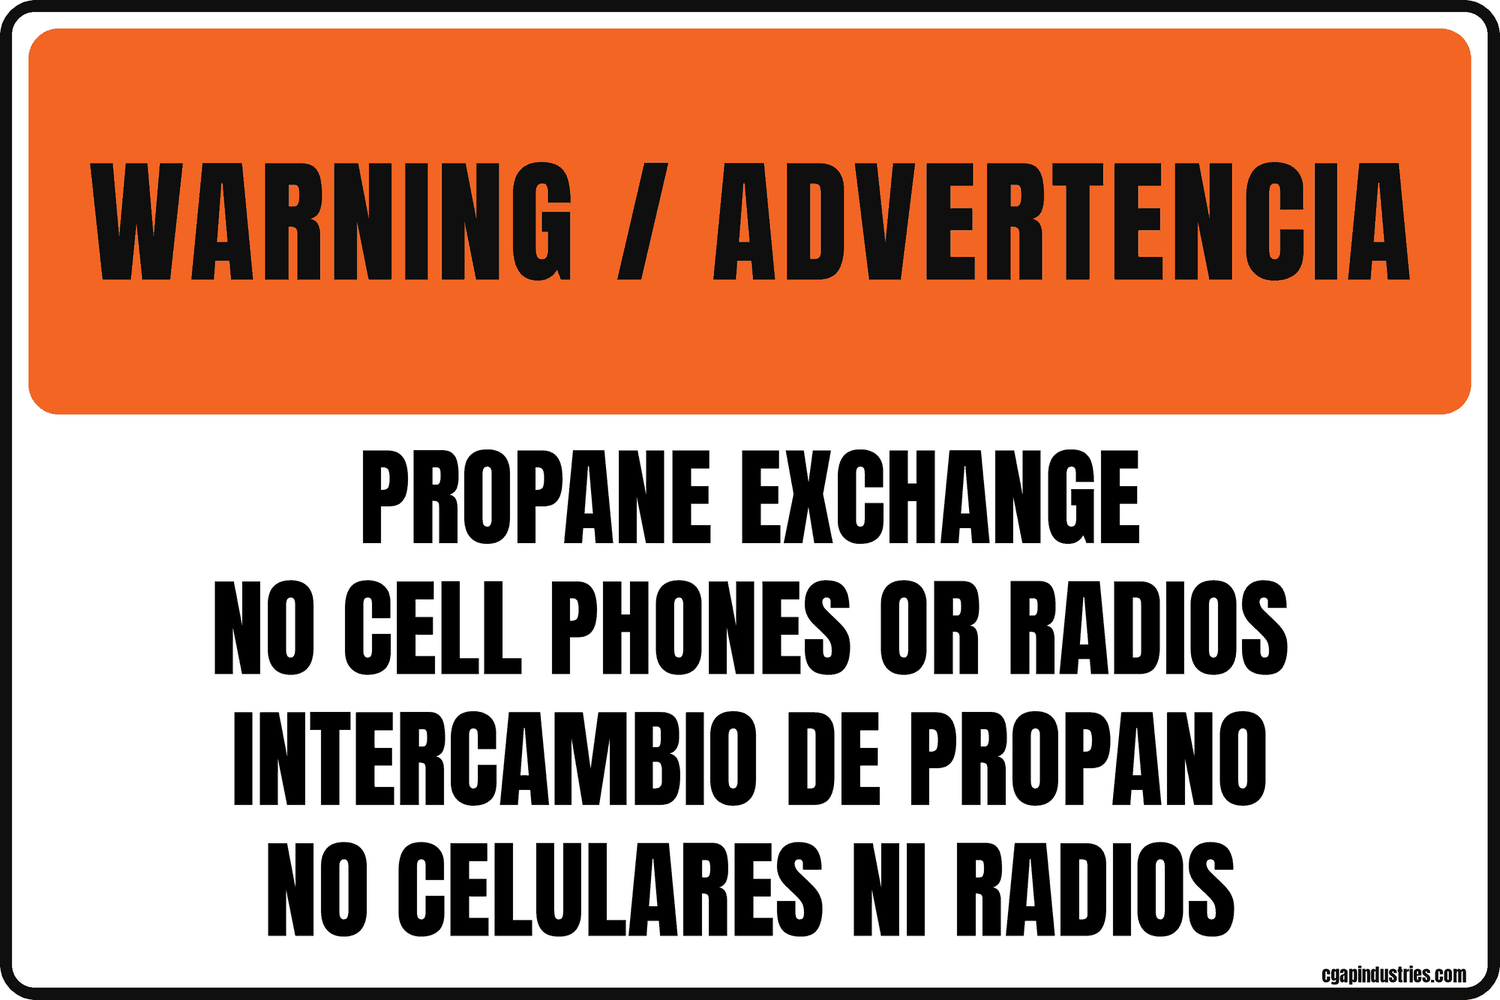 WARNING / ADVERTENCIA
PROPANE EXCHANGE
NO CELL PHONES OR RADIOS
INTERCAMBIO DE PROPANO
NO CELULARES NI RADIOS
cgapindustries.com